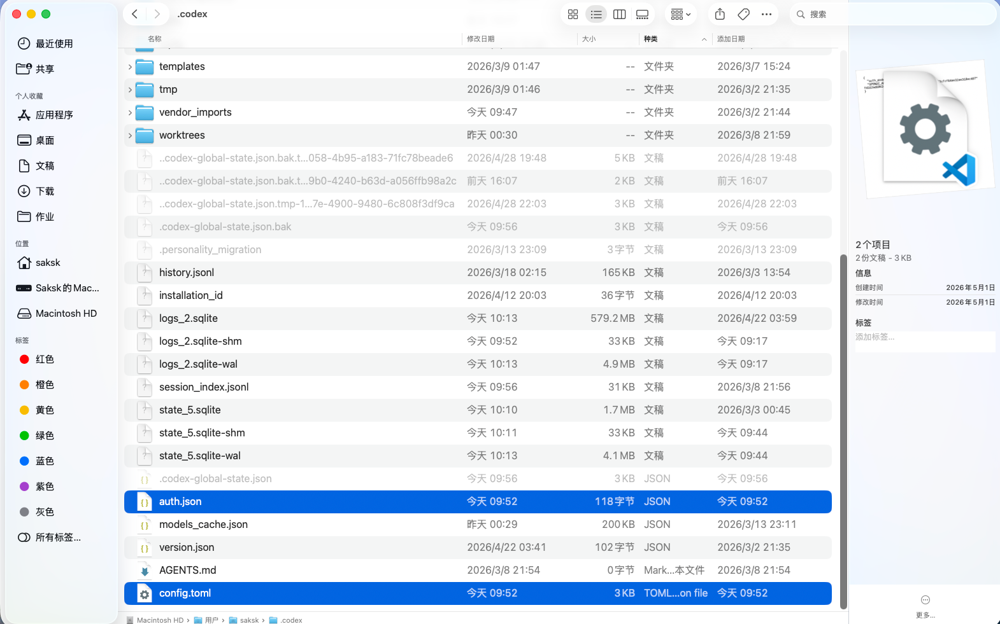 .codex
搜索
最近使用
共享
个人收藏
应用程序
桌面
文稿
下载
作业
位置
saksk
Saksk的Mac...
Macintosh HD
标签
红色
橙色
黄色
绿色
蓝色
紫色
灰色
所有标签...
名称 修改日期 大小 种类 添加日期
templates 2026/3/9 01:47 -- 文件夹 2026/3/7 15:24
tmp 2026/3/9 01:46 -- 文件夹 2026/3/2 21:35
vendor_imports 今天 09:47 -- 文件夹 2026/3/2 21:44
worktrees 昨天 00:30 -- 文件夹 2026/3/8 21:59
..codex-global-state.json.bak.t...058-4b95-a183-71fc78beade6 2026/4/28 19:48 5 KB 文稿 2026/4/28 19:48
..codex-global-state.json.bak.t...9b0-4240-b63d-a056ffb98a2c 前天 16:07 2 KB 文稿 前天 16:07
..codex-global-state.json.tmp-1...7e-4900-9480-6c808f3df9ca 2026/4/28 22:03 3 KB 文稿 2026/4/28 22:03
.codex-global-state.json.bak 今天 09:56 3 KB 文稿 今天 09:56
.personality_migration 2026/3/13 23:09 3 字节 文稿 2026/3/13 23:09
history.jsonl 2026/3/18 02:15 165 KB 文稿 2026/3/3 13:54
installation_id 2026/4/12 20:03 36 字节 文稿 2026/4/12 20:03
logs_2.sqlite 今天 10:13 579.2 MB 文稿 2026/4/22 03:59
logs_2.sqlite-shm 今天 09:52 33 KB 文稿 今天 09:17
logs_2.sqlite-wal 今天 10:13 4.9 MB 文稿 今天 09:17
session_index.jsonl 今天 09:56 31 KB 文稿 2026/3/8 21:56
state_5.sqlite 今天 10:10 1.7 MB 文稿 2026/3/3 00:45
state_5.sqlite-shm 今天 10:11 33 KB 文稿 今天 09:44
state_5.sqlite-wal 今天 10:13 4.1 MB 文稿 今天 09:44
.codex-global-state.json 今天 09:56 3 KB JSON 今天 09:56
auth.json 今天 09:52 118 字节 JSON 今天 09:52
models_cache.json 昨天 00:29 200 KB JSON 2026/3/13 23:11
version.json 2026/4/22 03:41 102 字节 JSON 2026/3/2 21:35
AGENTS.md 2026/3/8 21:54 0 字节 Mark...本文件 2026/3/8 21:54
config.toml 今天 09:52 3 KB TOML...on file 今天 09:52
Macintosh HD › 用户 › saksk › .codex
2 个项目
2 份文稿 - 3 KB
信息
创建时间 2026年5月1日
修改时间 2026年5月1日
标签
添加标签...
更多...